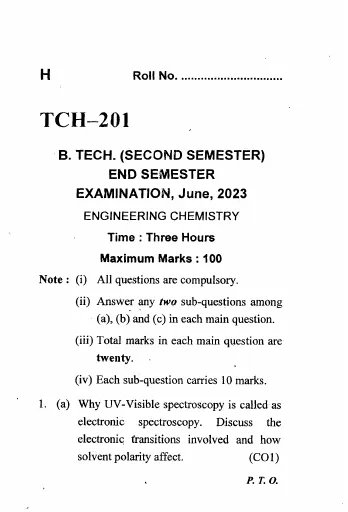 H Roll No. ...............................
TCH–201
B. TECH. (SECOND SEMESTER)
END SEMESTER
EXAMINATION, June, 2023
ENGINEERING CHEMISTRY
Time : Three Hours
Maximum Marks : 100
Note : (i) All questions are compulsory.
(ii) Answer any two sub-questions among
(a), (b) and (c) in each main question.
(iii) Total marks in each main question are
twenty.
(iv) Each sub-question carries 10 marks.
1. (a) Why UV-Visible spectroscopy is called as
electronic spectroscopy. Discuss the
electronic transitions involved and how
solvent polarity affect. (CO1)
P. T. O.